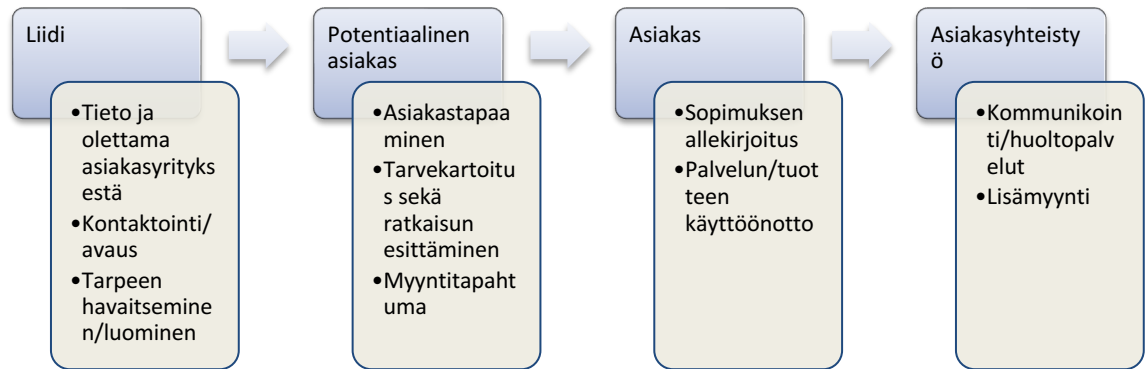 Liidi
•Tieto ja
olettama
asiakasyrityks
estä
•Kontaktointi/
avaus
•Tarpeen
havaitsemine
n/luominen
Potentiaalinen
asiakas
•Asiakastapaa
minen
•Tarvekartoitu
s sekä
ratkaisun
esittäminen
•Myyntitapaht
uma
Asiakas
•Sopimuksen
allekirjoitus
•Palvelun/tuot
teen
käyttöönotto
Asiakasyhteisty
ö
•Kommunikoin
ti/huoltopalv
elut
•Lisämyynti